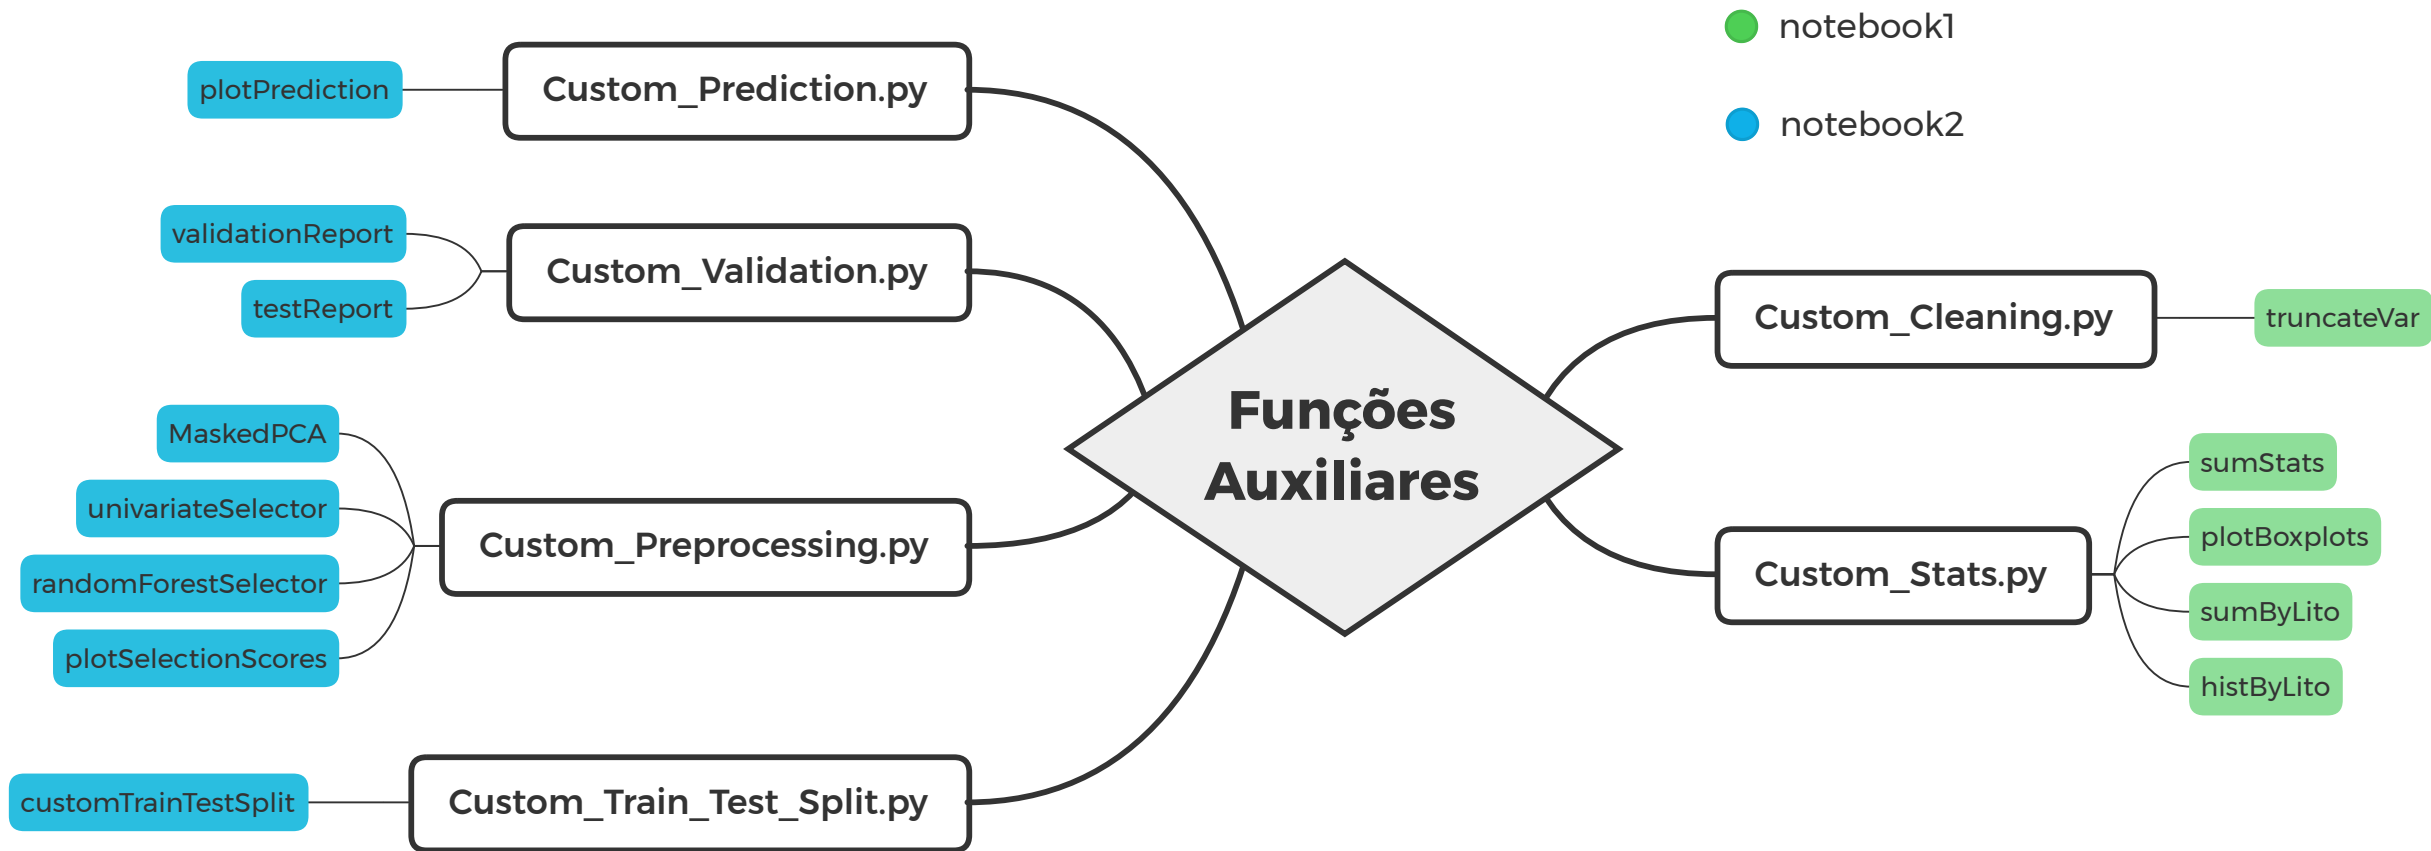 notebook1
notebook2
plotPrediction
Custom_Prediction.py
validationReport
testReport
Custom_Validation.py
MaskedPCA
univariateSelector
randomForestSelector
plotSelectionScores
Custom_Preprocessing.py
customTrainTestSplit
Custom_Train_Test_Split.py
Funções
Auxiliares
Custom_Cleaning.py
truncateVar
Custom_Stats.py
sumStats
plotBoxplots
sumByLito
histByLito